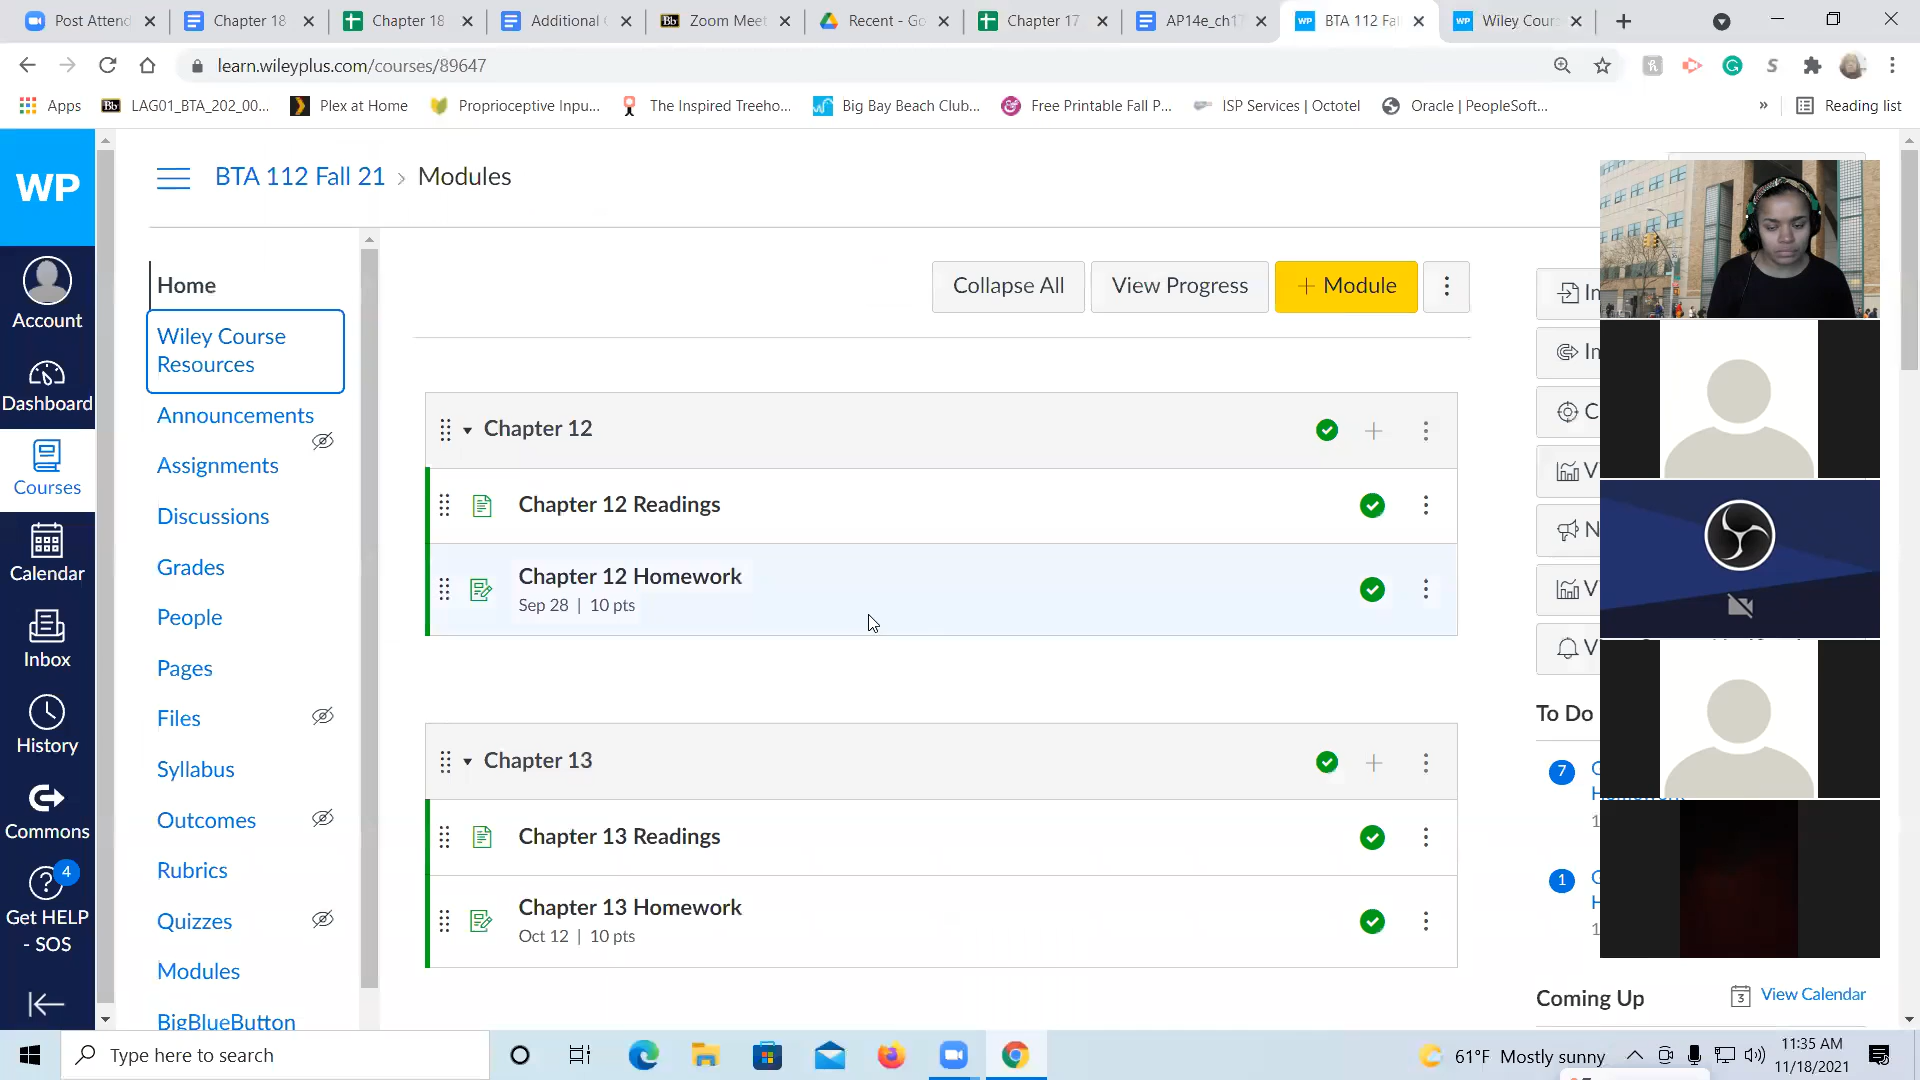 Post Attend
Chapter 18
Chapter 18
Additional
Zoom Meet
Recent - Go
Chapter 17
AP14e_ch1
BTA 112 Fal
Wiley Cours
learn.wileyplus.com/courses/89647
Apps
LAG01_BTA_202_00...
Plex at Home
Proprioceptive Inpu...
The Inspired Treeho...
Big Bay Beach Club...
Free Printable Fall P...
ISP Services | Octotel
Oracle | PeopleSoft...
»
Reading list
WP
Account
Dashboard
Courses
Calendar
Inbox
History
Commons
4
Get HELP
- SOS
BTA 112 Fall 21 > Modules
Home
Wiley Course
Resources
Announcements
Assignments
Discussions
Grades
People
Pages
Files
Syllabus
Outcomes
Rubrics
Quizzes
Modules
BigBlueButton
Collapse All
View Progress
+ Module
Chapter 12
Chapter 12 Readings
Chapter 12 Homework
Sep 28 | 10 pts
Chapter 13
Chapter 13 Readings
Chapter 13 Homework
Oct 12 | 10 pts
To Do
7
1
Coming Up
3
View Calendar
Type here to search
61°F Mostly sunny
11:35 AM
11/18/2021